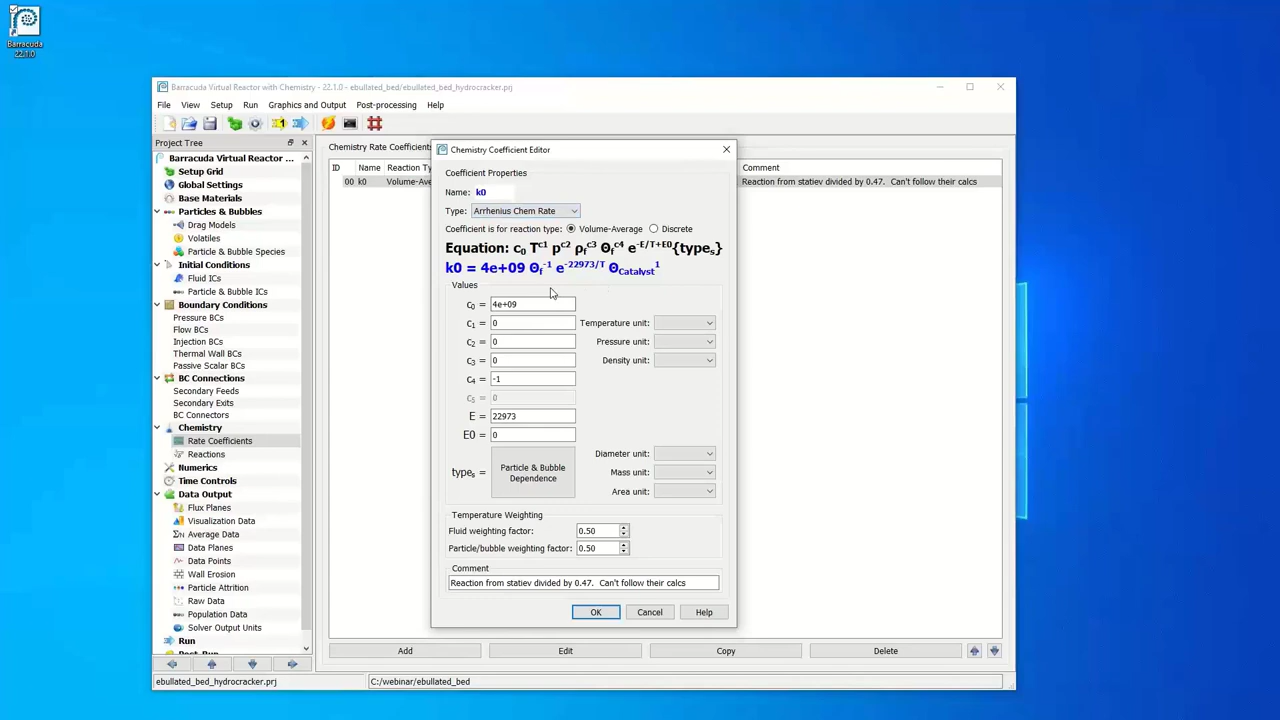 Barracuda
22.1.0
Barracuda Virtual Reactor with Chemistry - 22.1.0 - ebullated_bed/ebullated_bed_hydrocracker.prj
File View Setup Run Graphics and Output Post-processing Help
Project Tree
Barracuda Virtual Reactor ...
Setup Grid
Global Settings
Base Materials
Particles & Bubbles
Drag Models
Volatiles
Particle & Bubble Species
Initial Conditions
Fluid ICs
Particle & Bubble ICs
Boundary Conditions
Pressure BCs
Flow BCs
Injection BCs
Thermal Wall BCs
Passive Scalar BCs
BC Connections
Secondary Feeds
Secondary Exits
BC Connectors
Chemistry
Rate Coefficients
Reactions
Numerics
Time Controls
Data Output
Flux Planes
Visualization Data
Average Data
Data Planes
Data Points
Wall Erosion
Particle Attrition
Raw Data
Population Data
Solver Output Units
Run
Chemistry Rate Coefficients
ID Name Reaction Ty Comment
00 k0 Volume-Ave Reaction from statiev divided by 0.47. Can't follow their calcs
Chemistry Coefficient Editor
Coefficient Properties
Name: k0
Type: Arrhenius Chem Rate
Coefficient is for reaction type: Volume-Average Discrete
Equation: c₀ T^c1 p^c2 ρf^c3 Θf^c4 e^-E/T+E0{typeₛ}
k0 = 4e+09 Θf^-1 e^-22973/T ΘCatalyst^1
Values
c₀ = 4e+09
c₁ = 0 Temperature unit:
c₂ = 0 Pressure unit:
c₃ = 0 Density unit:
c₄ = -1
c₅ = 0
E = 22973
E0 = 0
typeₛ = Particle & Bubble
Dependence
Diameter unit:
Mass unit:
Area unit:
Temperature Weighting
Fluid weighting factor: 0.50
Particle/bubble weighting factor: 0.50
Comment
Reaction from statiev divided by 0.47. Can't follow their calcs
OK Cancel Help
Add Edit Copy Delete
ebullated_bed_hydrocracker.prj C:/webinar/ebullated_bed